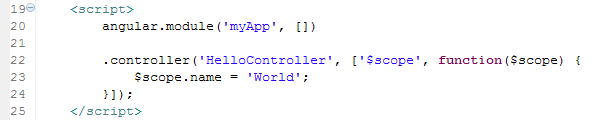 19 <script>
20 angular.module('myApp', [])
21
22 .controller('HelloController', ['$scope', function($scope) {
23 $scope.name = 'World';
24 }]);
25 </script>